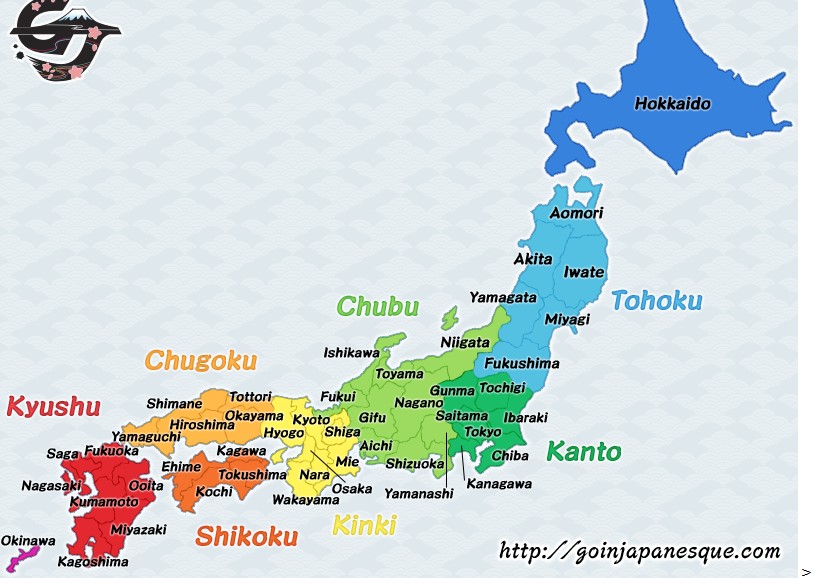 Hokkaido
Aomori
Akita
Iwate
Yamagata
Tohoku
Chubu
Miyagi
Niigata
Ishikawa
Chugoku
Fukushima
Toyama
Tochigi
Gunma
Kyushu
Shimane
Tottori
Fukui
Nagano
Okayama
Kyoto
Gifu
Saitama
Ibaraki
Hiroshima
Hyogo
Shiga
Tokyo
Yamaguchi
Aichi
Kanto
Saga
Fukuoka
Kagawa
Chiba
Ehime
Mie
Shizuoka
Tokushima
Nara
Nagasaki
Ooita
Kochi
Osaka
Yamanashi
Kanagawa
Kumamoto
Wakayama
Miyazaki
Shikoku
Kinki
Okinawa
Kagoshima
http://goinjapanesque.com
>